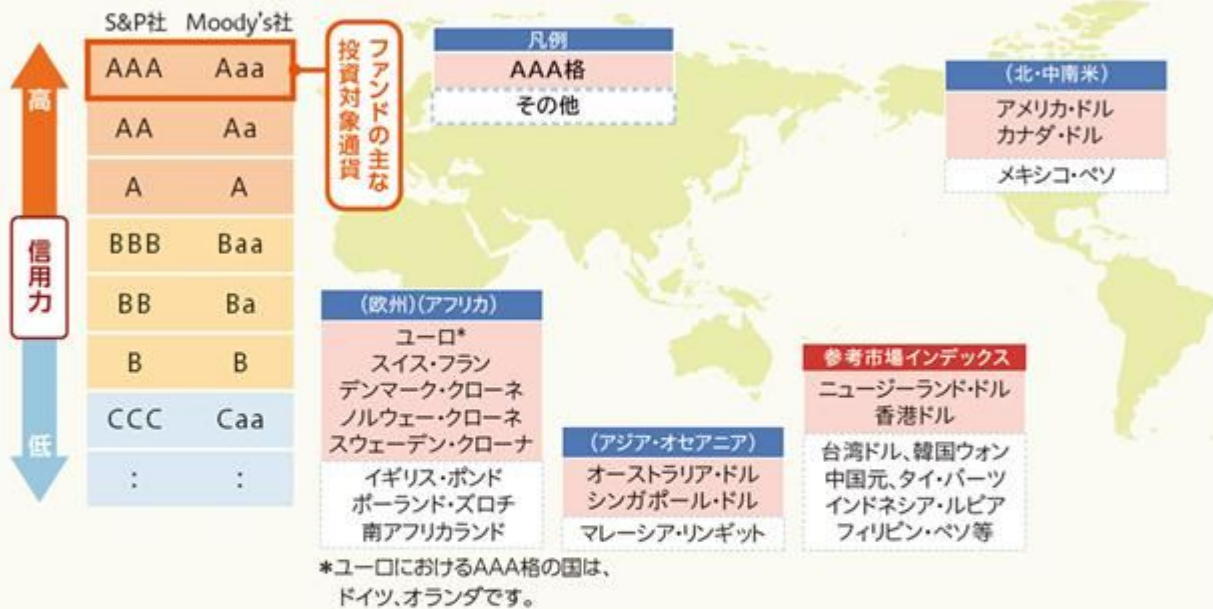 S&P社 Moody's社
AAA Aaa
AA Aa
A A
BBB Baa
BB Ba
B B
CCC Caa
: :
高
信用力
低
ファンドの主な
投資対象通貨
凡例
AAA格
その他
(北・中南米)
アメリカ・ドル
カナダ・ドル
メキシコ・ペソ
(欧州)(アフリカ)
ユーロ*
スイス・フラン
デンマーク・クローネ
ノルウェー・クローネ
スウェーデン・クローナ
イギリス・ポンド
ポーランド・ズロチ
南アフリカランド
(アジア・オセアニア)
オーストラリア・ドル
シンガポール・ドル
マレーシア・リンギット
参考市場インデックス
ニュージーランド・ドル
香港ドル
台湾ドル、韓国ウォン
中国元、タイ・バーツ
インドネシア・ルピア
フィリピン・ペソ等
*ユーロにおけるAAA格の国は、
ドイツ、オランダです。